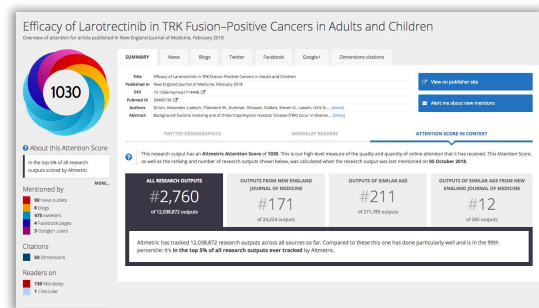 Efficacy of Larotrectinib in TRK Fusion–Positive Cancers in Adults and Children
Overview of attention for article published in New England Journal of Medicine, February 2018
SUMMARY News Blogs Twitter Facebook Google+ Dimensions citations
1030
Title Efficacy of Larotrectinib in TRK Fusion-Positive Cancers in Adults and Children
Published in New England Journal of Medicine, February 2018
DOI
Pubmed ID 29466156
Authors
Abstract
View on publisher site
Alert me about new mentions
About this Attention Score
In the top 5% of all research outputs scored by Altmetric
MORE...
Mentioned by
90 news outlets
6 blogs
475 tweeters
4 Facebook pages
3 Google+ users
Citations
50 Dimensions
Readers on
130 Mendeley
1 CiteULike
TWITTER DEMOGRAPHICS MENDELEY READERS ATTENTION SCORE IN CONTEXT
This research output has an Altmetric Attention Score of 1030. This is our high-level measure of the quality and quantity of online attention that it has received. This Attention Score,
as well as the ranking and number of research outputs shown below, was calculated when the research output was last mentioned on 05 October 2018.
ALL RESEARCH OUTPUTS
#2,760
of 12,038,872 outputs
OUTPUTS FROM NEW ENGLAND
JOURNAL OF MEDICINE
#171
of 24,224 outputs
OUTPUTS OF SIMILAR AGE
#211
of 271,789 outputs
OUTPUTS OF SIMILAR AGE FROM NEW
ENGLAND JOURNAL OF MEDICINE
#12
of 265 outputs
Altmetric has tracked 12,038,872 research outputs across all sources so far. Compared to these this one has done particularly well and is in the 99th
percentile: it's in the top 5% of all research outputs ever tracked by Altmetric.